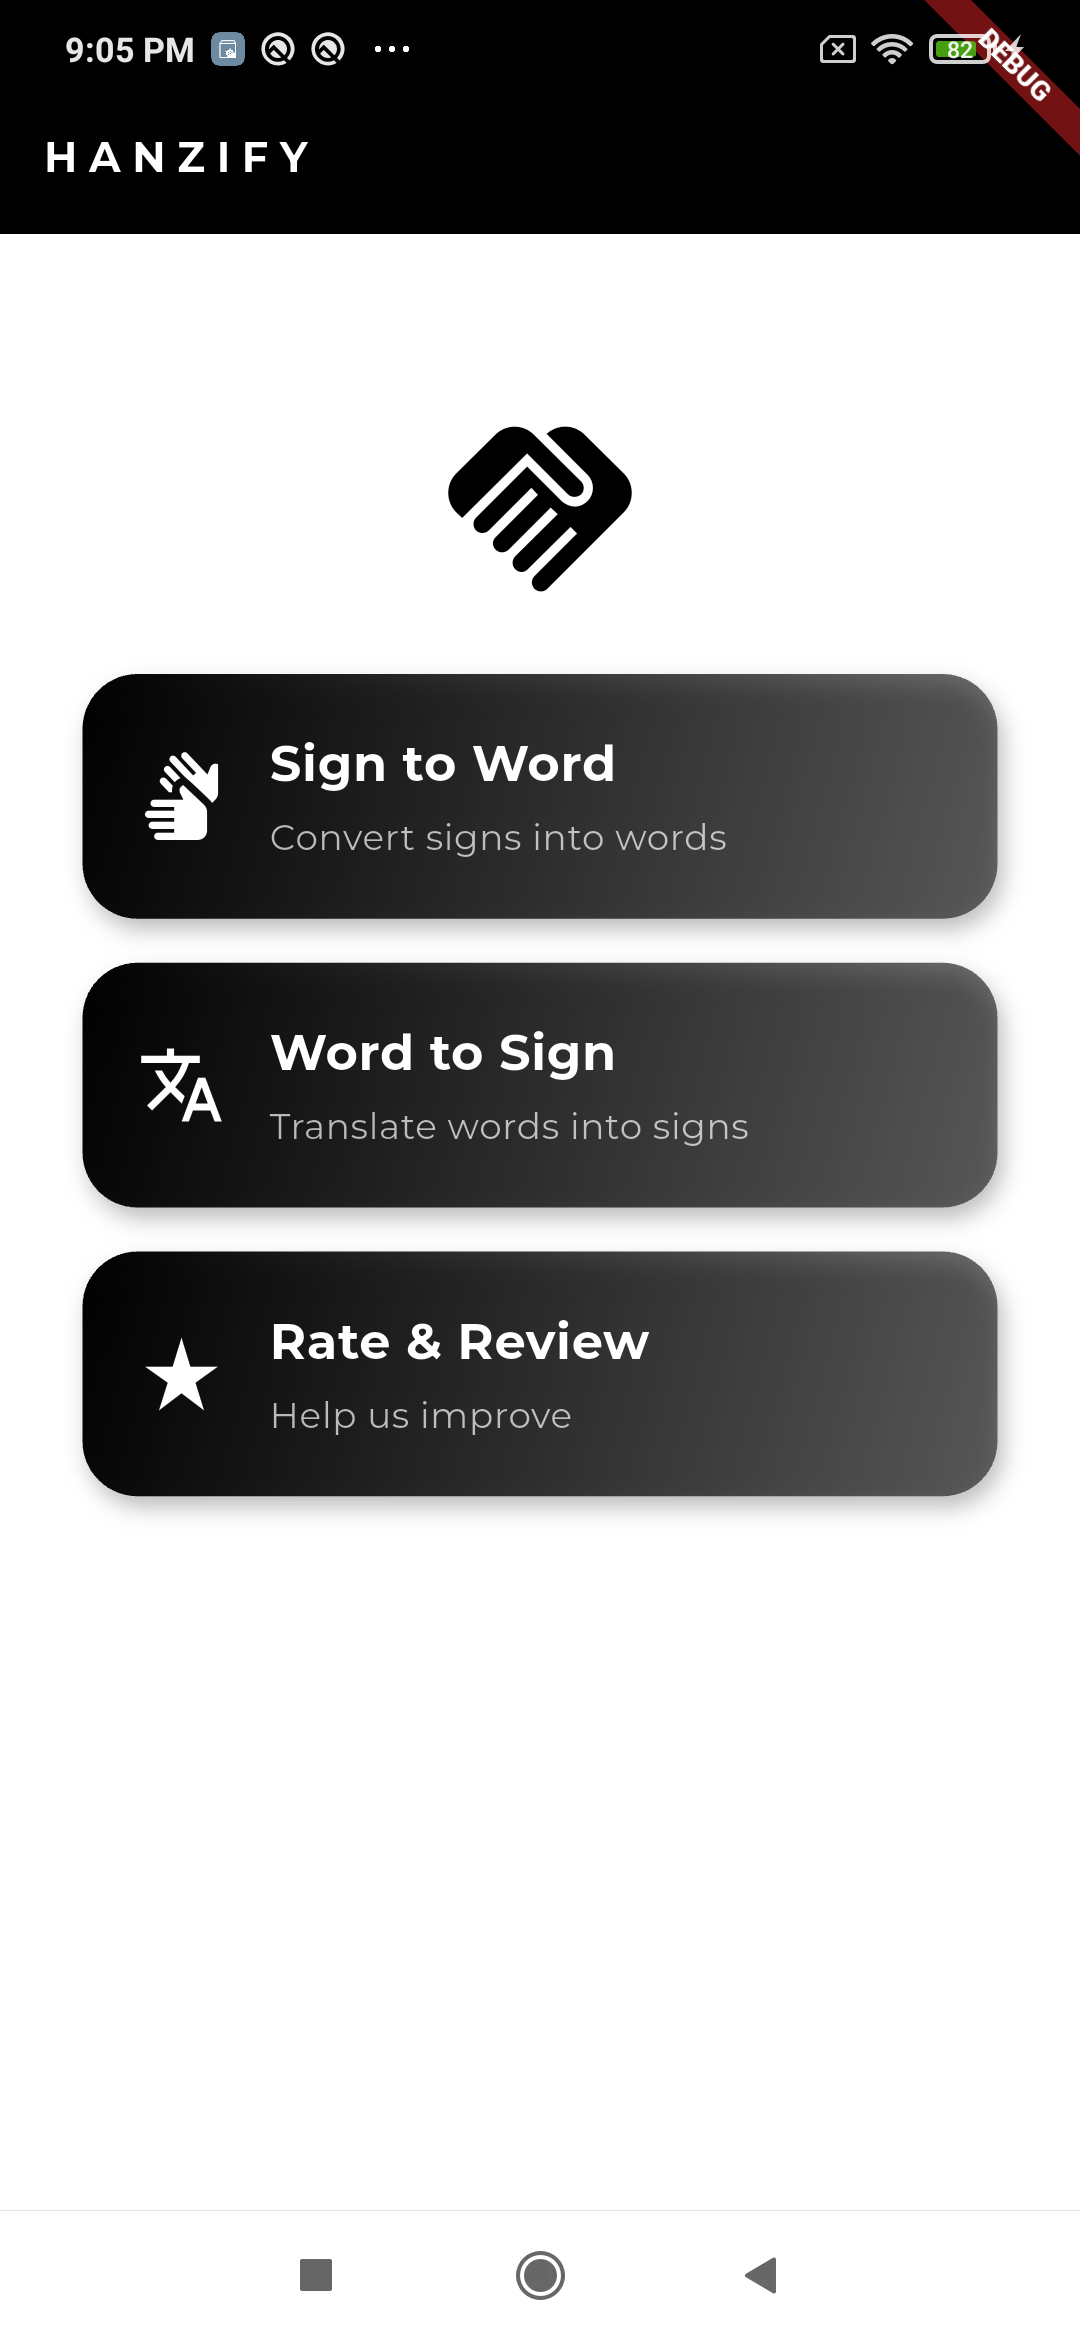 9:05 PM
82
DEBUG
HANZIFY
Sign to Word
Convert signs into words
Word to Sign
Translate words into signs
Rate & Review
Help us improve